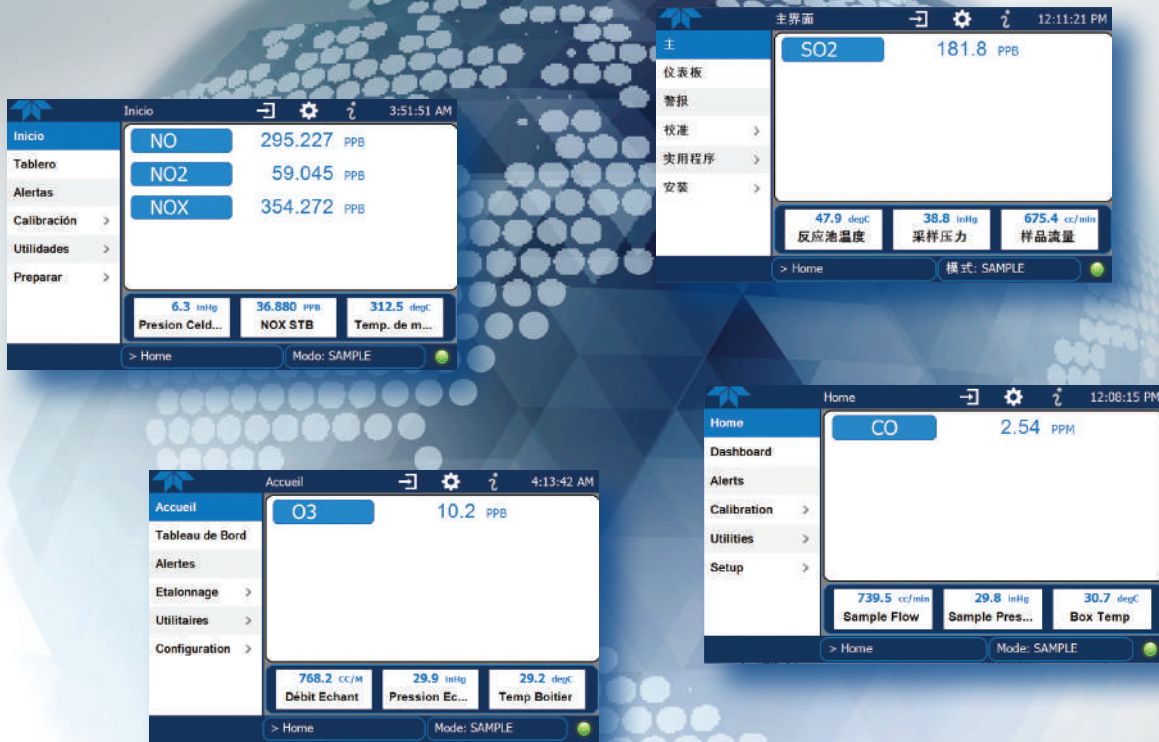 Inicio
3:51:51 AM
Inicio
Tablero
Alertas
Calibración >
Utilidades >
Preparar >
NO 295.227 PPB
NO2 59.045 PPB
NOX 354.272 PPB
6.3 InHg
Presion Celd...
36.880 PPB
NOX STB
312.5 degC
Temp. de m...
> Home
Modo: SAMPLE
主界面
12:11:21 PM
主
仪表板
警报
校准 >
实用程序 >
安装 >
SO2 181.8 PPB
47.9 degC
反应池温度
38.8 inHg
采样压力
675.4 cc/min
样品流量
> Home
模式: SAMPLE
Accueil
4:13:42 AM
Accueil
Tableau de Bord
Alertes
Etalonnage >
Utilitaires >
Configuration >
O3 10.2 PPB
768.2 CC/M
Débit Echant
29.9 InHg
Pression Ec...
29.2 degC
Temp Boitier
> Home
Mode: SAMPLE
Home
12:08:15 PM
Home
Dashboard
Alerts
Calibration >
Utilities >
Setup >
CO 2.54 PPM
739.5 cc/min
Sample Flow
29.8 InHg
Sample Pres...
30.7 degC
Box Temp
> Home
Mode: SAMPLE